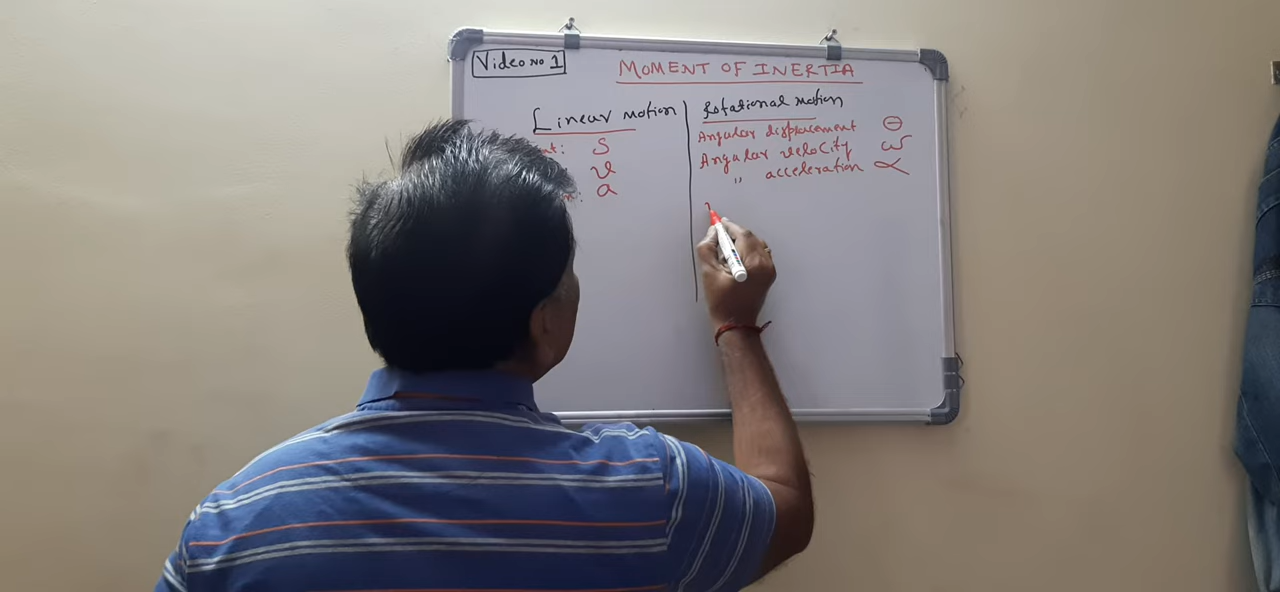 Video No 1
MOMENT OF INERTIA
Linear motion
S
v
a
Rotational motion
Angular displacement θ
Angular velocity ω
" acceleration α